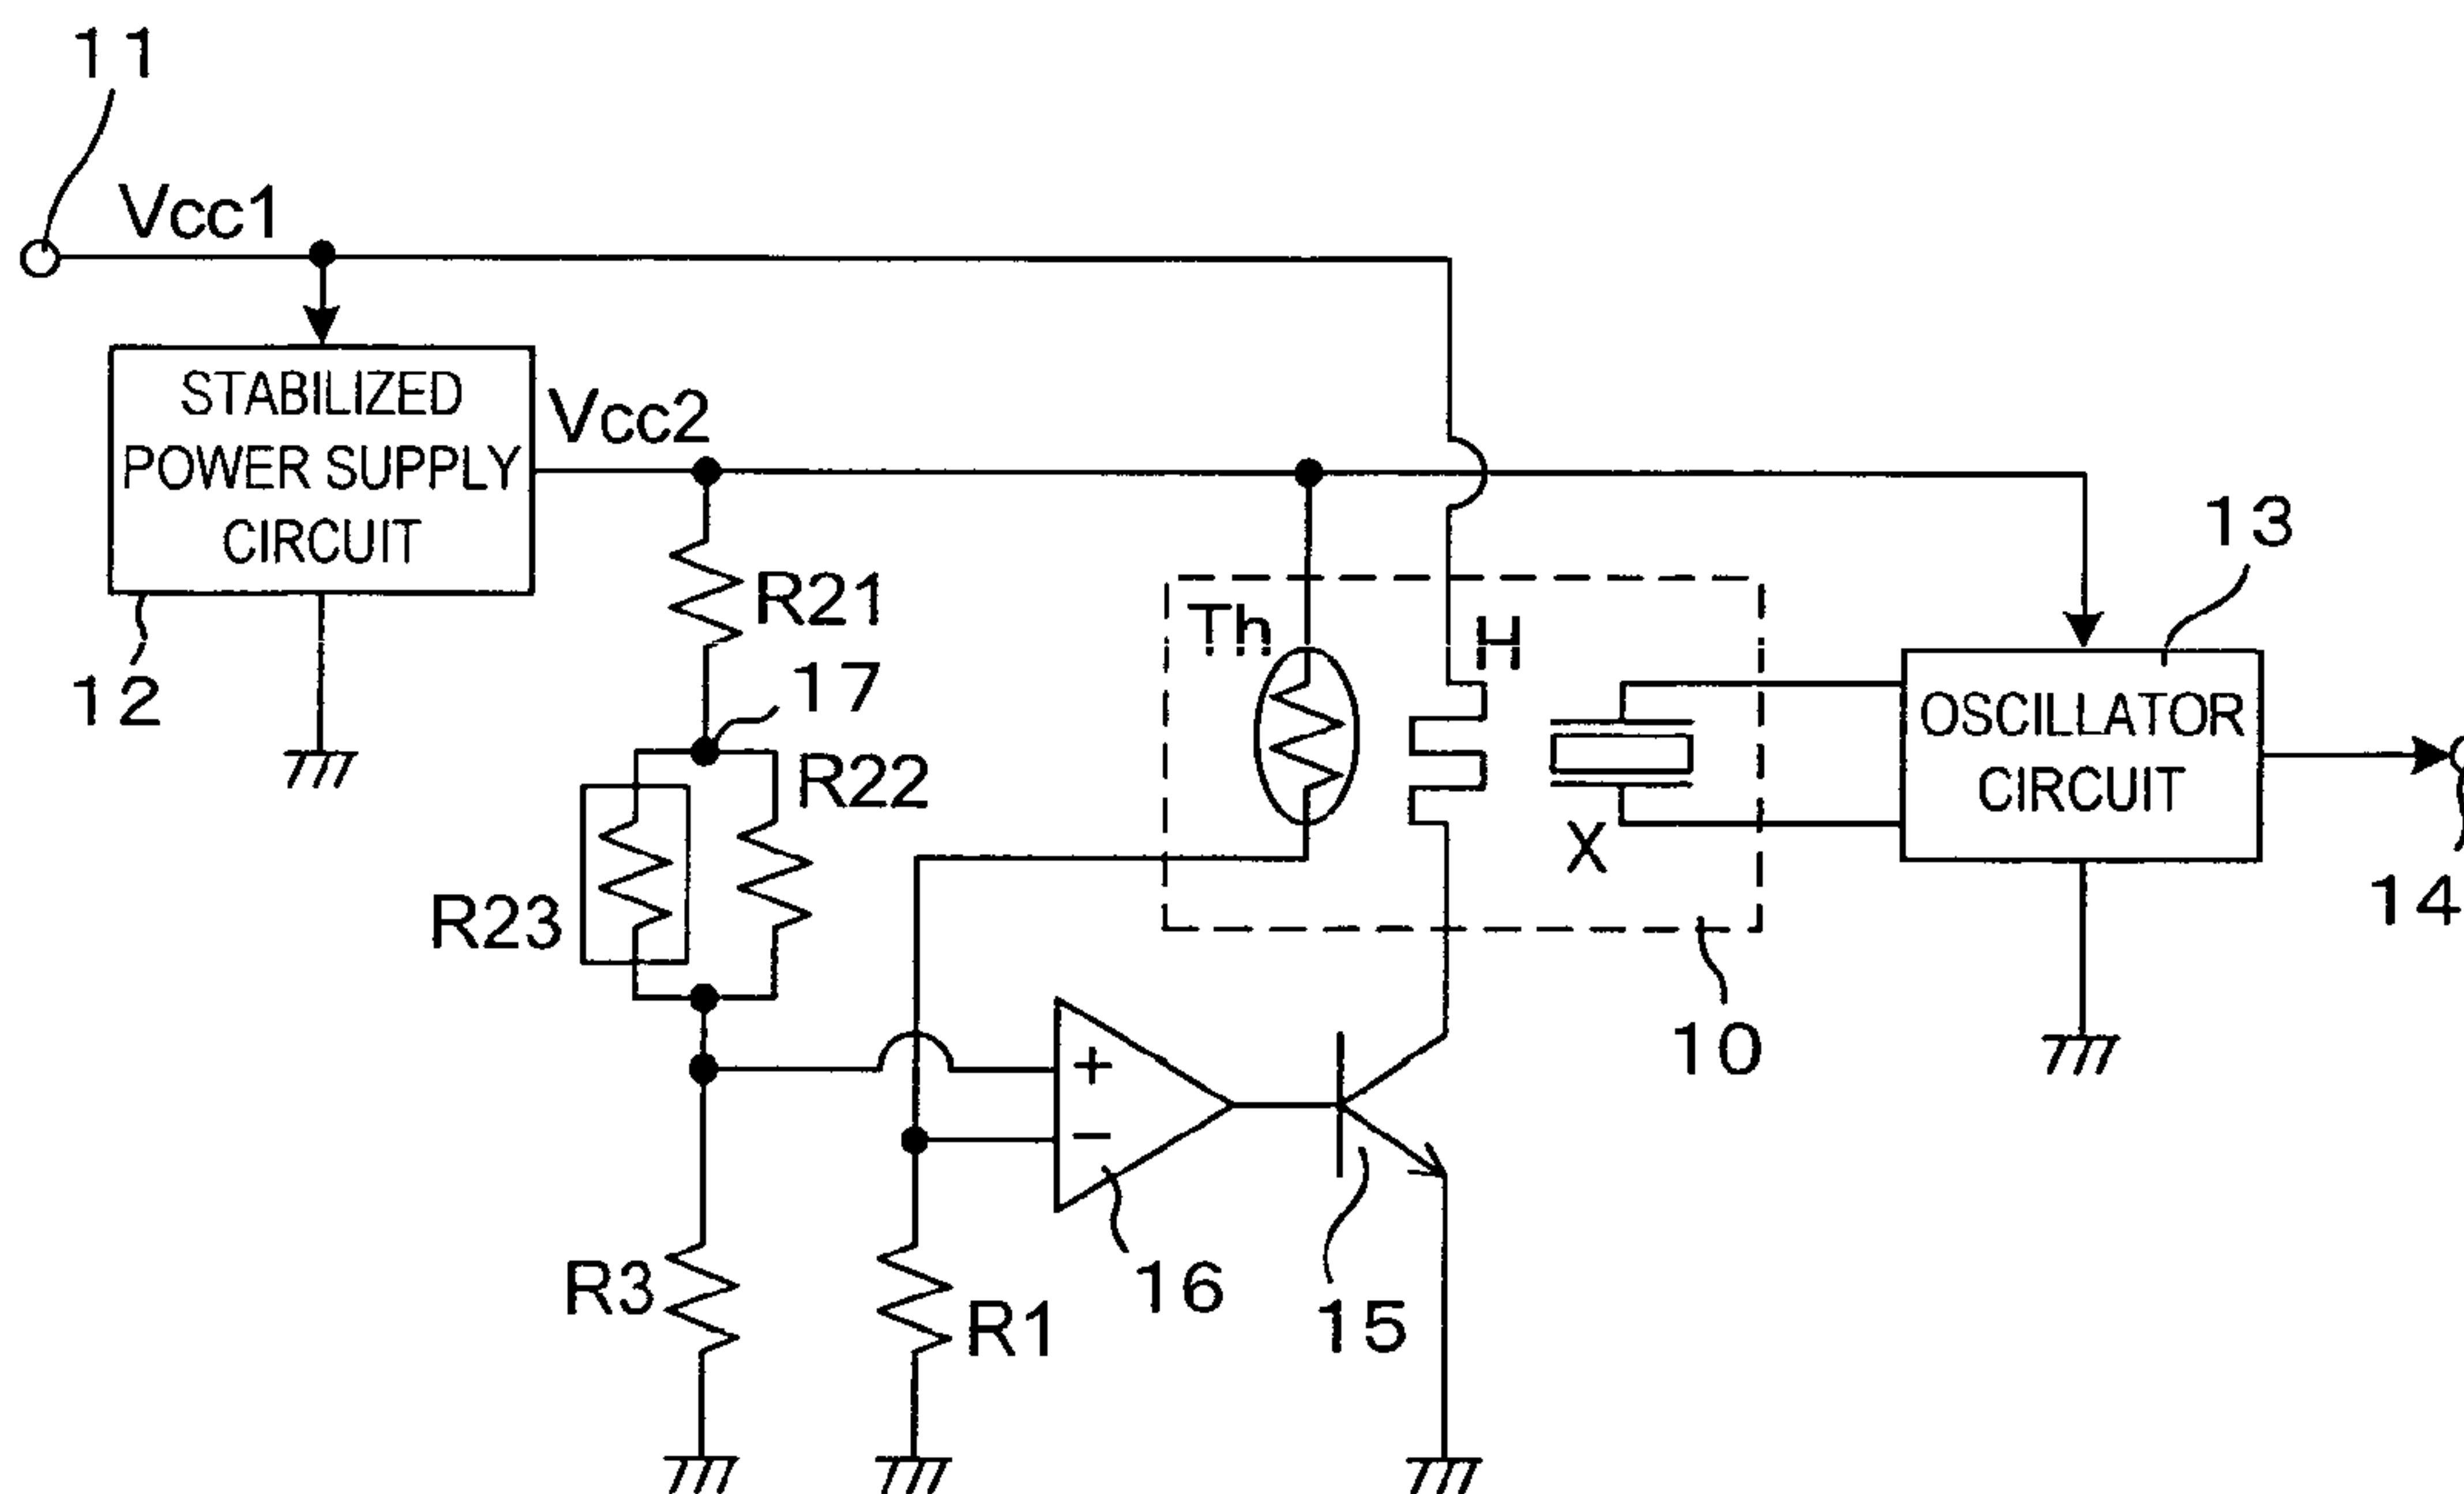 11
Vcc1
STABILIZED
POWER SUPPLY
CIRCUIT
Vcc2
12
R21
17
R22
R23
Th
H
X
13
OSCILLATOR
CIRCUIT
14
10
+
−
16
15
R3
R1